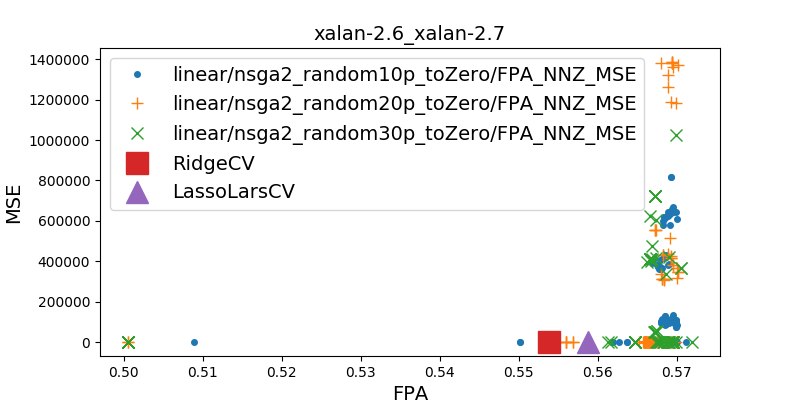 xalan-2.6_xalan-2.7
linear/nsga2_random10p_toZero/FPA_NNZ_MSE
linear/nsga2_random20p_toZero/FPA_NNZ_MSE
linear/nsga2_random30p_toZero/FPA_NNZ_MSE
RidgeCV
LassoLarsCV
MSE
1400000
1200000
1000000
800000
600000
400000
200000
0
0.50 0.51 0.52 0.53 0.54 0.55 0.56 0.57
FPA